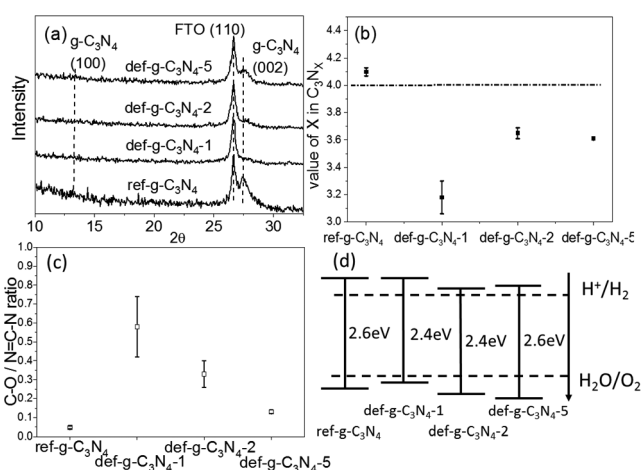 (a)
FTO (110)
g-C₃N₄
(100)
g-C₃N₄
(002)
def-g-C₃N₄-5
def-g-C₃N₄-2
def-g-C₃N₄-1
ref-g-C₃N₄
Intensity
10 15 20 25 30
2θ
(b)
value of X in C₃Nₓ
4.4
4.2
4.0
3.8
3.6
3.4
3.2
3.0
ref-g-C₃N₄ def-g-C₃N₄-1 def-g-C₃N₄-2 def-g-C₃N₄-5
(c)
C-O / N=C-N ratio
1.0
0.9
0.8
0.7
0.6
0.5
0.4
0.3
0.2
0.1
0.0
ref-g-C₃N₄ def-g-C₃N₄-1 def-g-C₃N₄-2 def-g-C₃N₄-5
(d)
H⁺/H₂
2.6eV 2.4eV 2.4eV 2.6eV
H₂O/O₂
ref-g-C₃N₄ def-g-C₃N₄-1 def-g-C₃N₄-2 def-g-C₃N₄-5